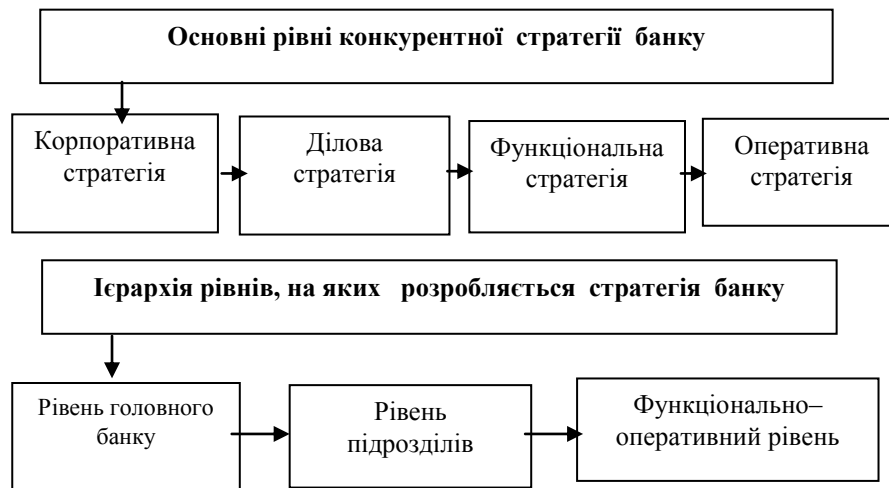 Основні рівні конкурентної стратегії банку
Корпоративна
стратегія
Ділова
стратегія
Функціональна
стратегія
Оперативна
стратегія
Ієрархія рівнів, на яких розробляється стратегія банку
Рівень головного
банку
Рівень
підрозділів
Функціонально–
оперативний рівень